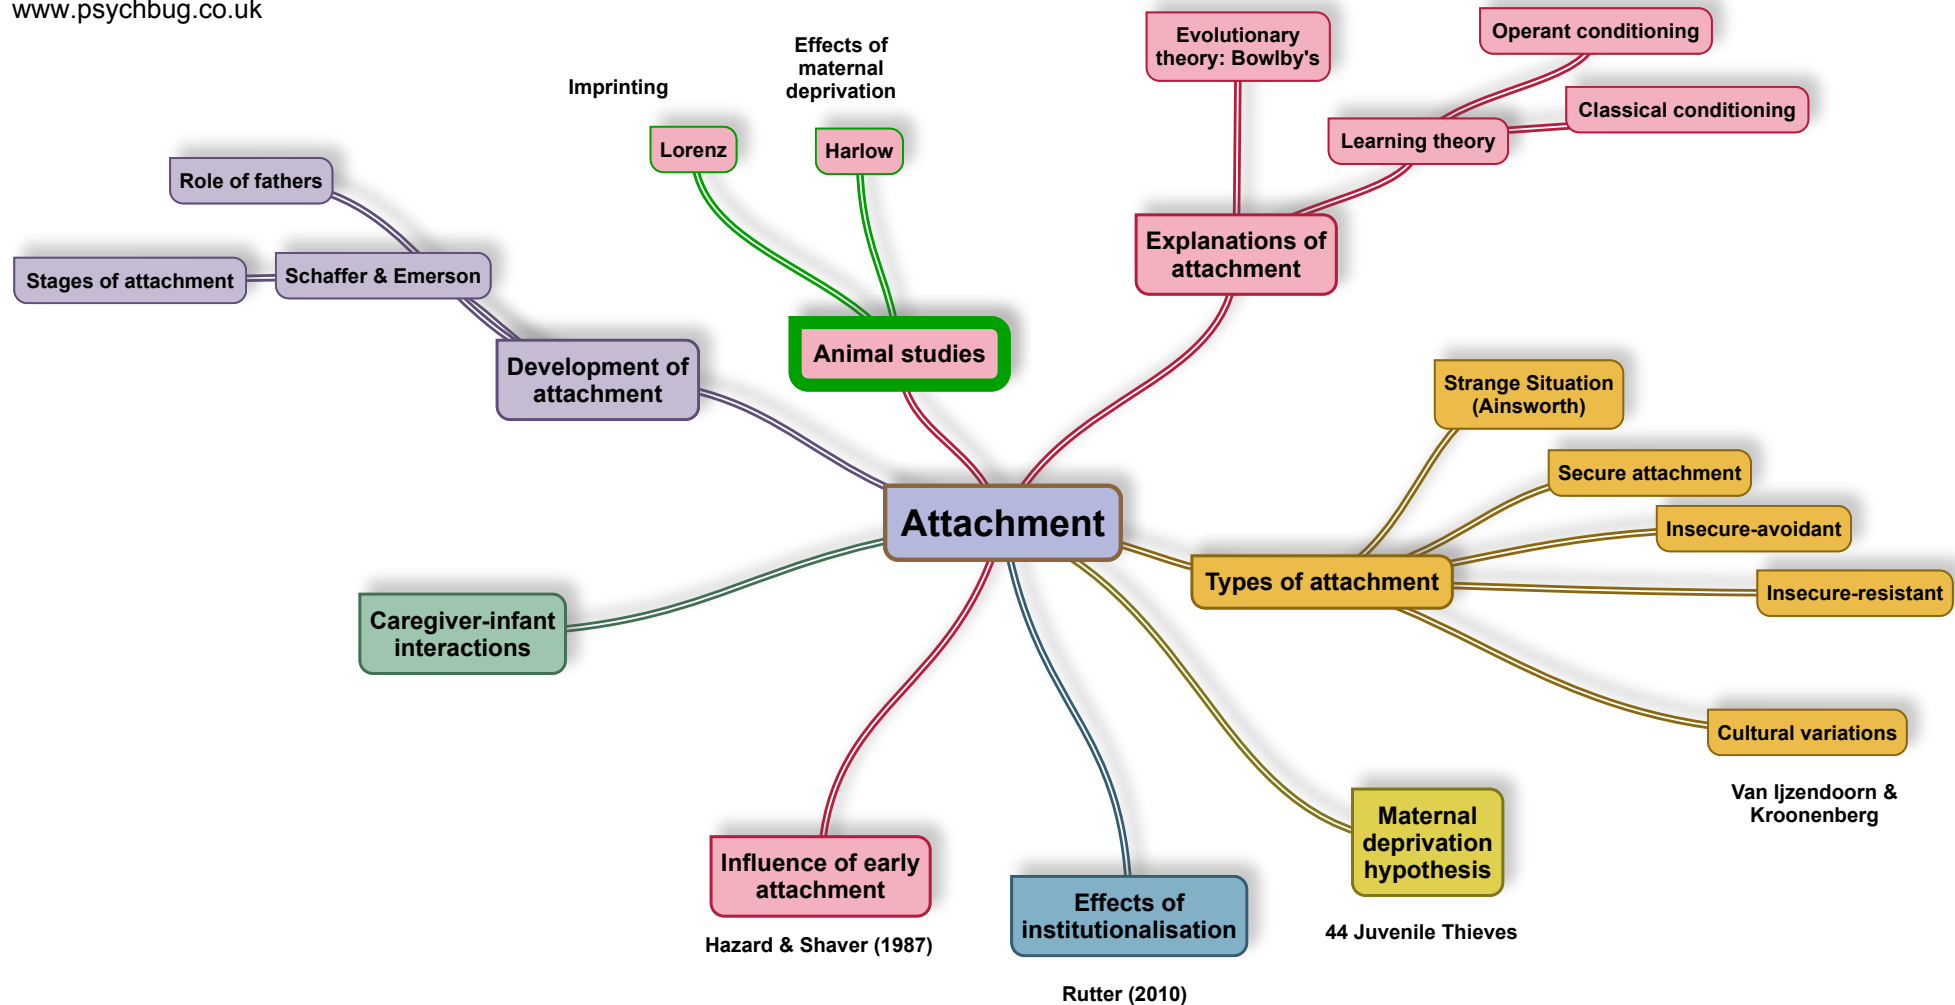 www.psychbug.co.uk
Imprinting
Effects of
maternal
deprivation
Evolutionary
theory: Bowlby's
Operant conditioning
Classical conditioning
Learning theory
Lorenz
Harlow
Role of fathers
Stages of attachment
Schaffer & Emerson
Explanations of
attachment
Animal studies
Development of
attachment
Strange Situation
(Ainsworth)
Secure attachment
Insecure-avoidant
Insecure-resistant
Attachment
Types of attachment
Caregiver-infant
interactions
Cultural variations
Van Ijzendoorn &
Kroonenberg
Maternal
deprivation
hypothesis
44 Juvenile Thieves
Influence of early
attachment
Hazard & Shaver (1987)
Effects of
institutionalisation
Rutter (2010)